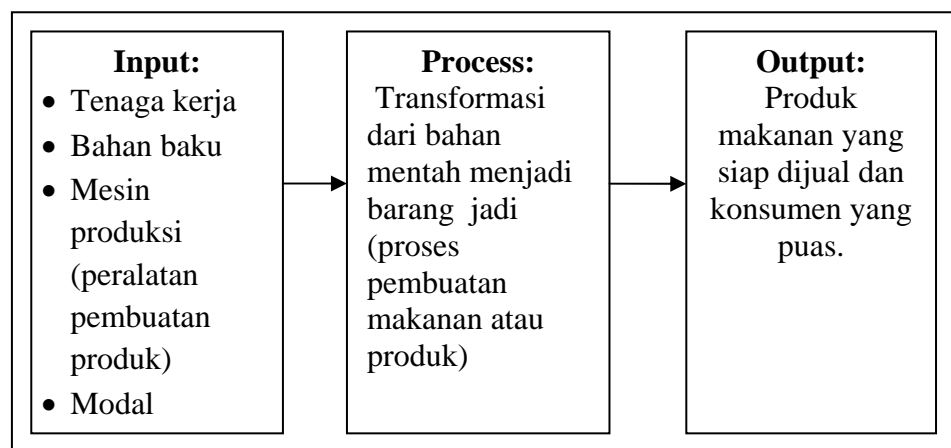 Input:
• Tenaga kerja
• Bahan baku
• Mesin
produksi
(peralatan
pembuatan
produk)
• Modal
Process:
Transformasi
dari bahan
mentah menjadi
barang jadi
(proses
pembuatan
makanan atau
produk)
Output:
Produk
makanan yang
siap dijual dan
konsumen yang
puas.